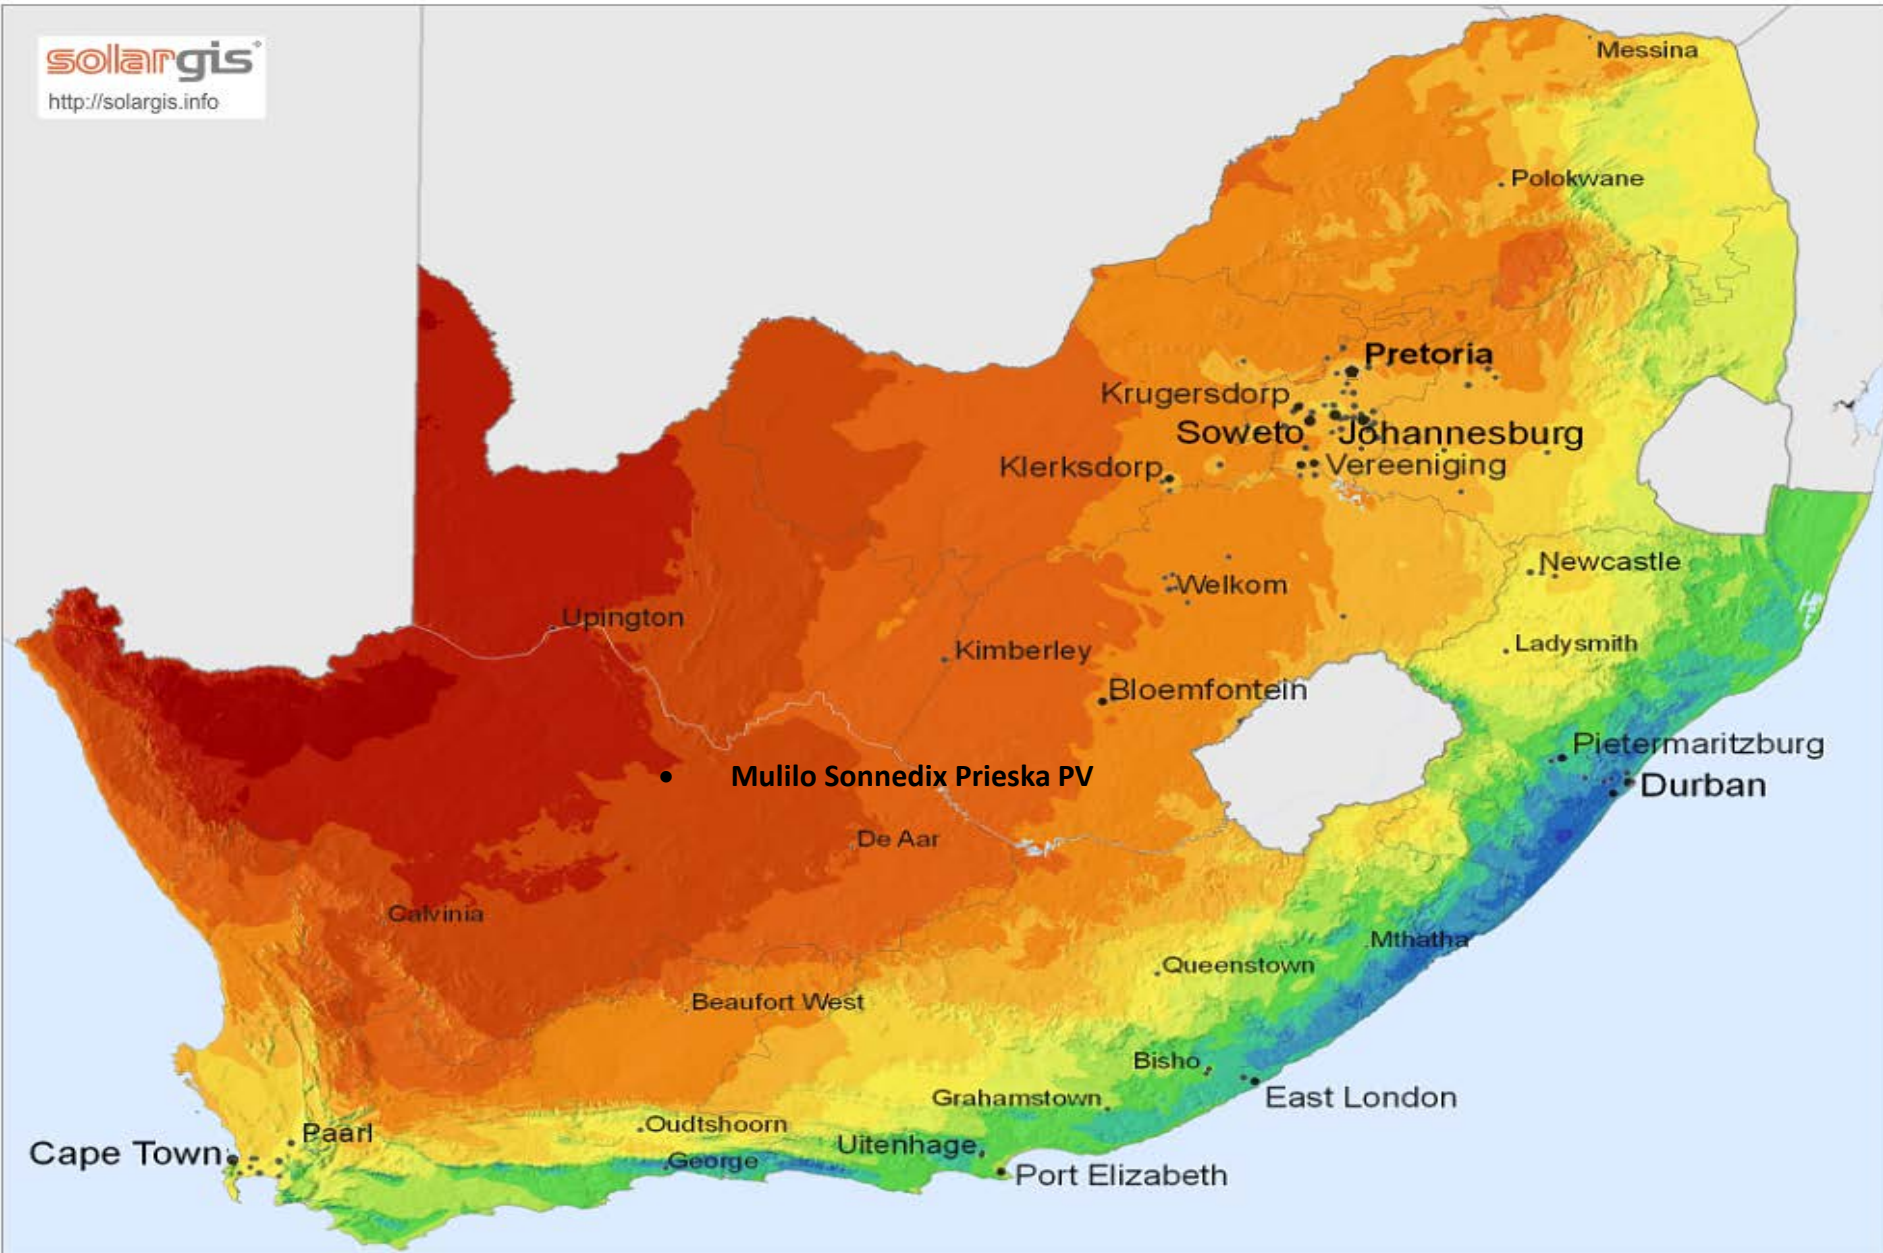 solargis
http://solargis.info
Messina
Polokwane
Pretoria
Krugersdorp
Soweto
Johannesburg
Klerksdorp
Vereeniging
Newcastle
Welkom
Upington
Ladysmith
Kimberley
Bloemfontein
Pietermaritzburg
Mulilo Sonnedix Prieska PV
Durban
De Aar
Calvinia
Mthatha
Queenstown
Beaufort West
Bisho
Grahamstown
East London
Oudtshoorn
Paarl
Uitenhage
Cape Town
George
Port Elizabeth